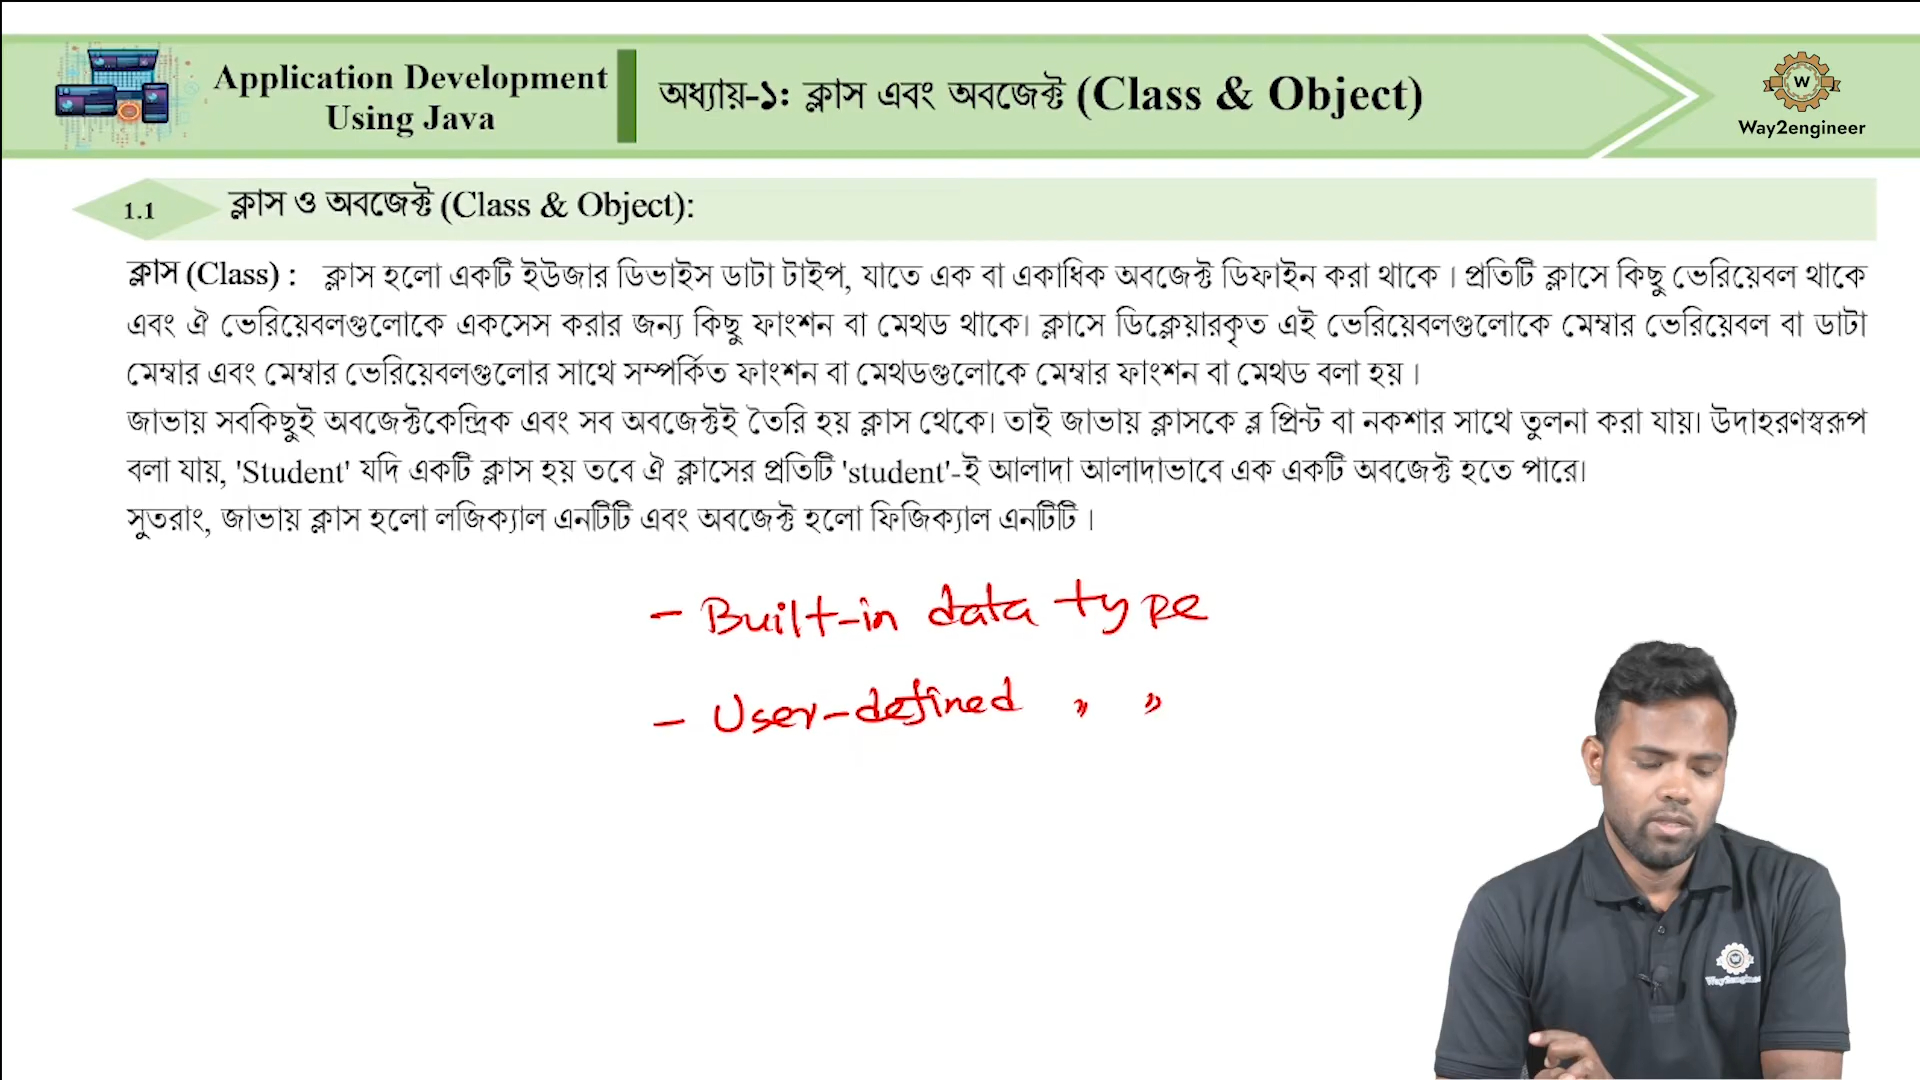 Application Development
Using Java
অধ্যায়-১ঃ ক্লাস এবং অবজেক্ট (Class & Object)
W
Way2engineer
1.1
ক্লাস ও অবজেক্ট (Class & Object):
ক্লাস (Class) : ক্লাস হলো একটি ইউজার ডিভাইস ডাটা টাইপ, যাতে এক বা একাধিক অবজেক্ট ডিফাইন করা থাকে। প্রতিটি ক্লাসে কিছু ভেরিয়েবল থাকে
এবং ঐ ভেরিয়েবলগুলোকে একসেস করার জন্য কিছু ফাংশন বা মেথড থাকে। ক্লাসে ডিক্লেয়ারকৃত এই ভেরিয়েবলগুলোকে মেম্বার ভেরিয়েবল বা ডাটা
মেম্বার এবং মেম্বার ভেরিয়েবলগুলোর সাথে সম্পর্কিত ফাংশন বা মেথডগুলোকে মেম্বার ফাংশন বা মেথড বলা হয়।
জাভায় সবকিছুই অবজেক্টকেন্দ্রিক এবং সব অবজেক্টই তৈরি হয় ক্লাস থেকে। তাই জাভায় ক্লাসকে ব্লু প্রিন্ট বা নকশার সাথে তুলনা করা যায়। উদাহরণস্বরূপ
বলা যায়, 'Student' যদি একটি ক্লাস হয় তবে ঐ ক্লাসের প্রতিটি 'student'-ই আলাদা আলাদাভাবে এক একটি অবজেক্ট হতে পারে।
সুতরাং, জাভায় ক্লাস হলো লজিক্যাল এনটিটি এবং অবজেক্ট হলো ফিজিক্যাল এনটিটি।
- Built-in data type
- User-defined " "